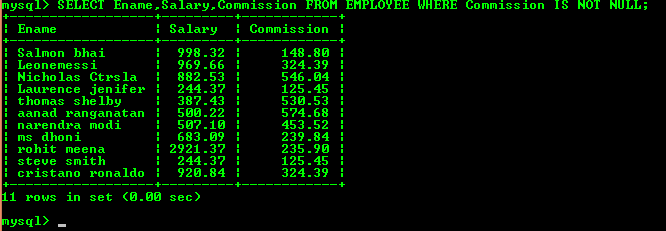 mysql> SELECT Ename,Salary,Commission FROM EMPLOYEE WHERE Commission IS NOT NULL;
+------------------+---------+------------+
| Ename            | Salary  | Commission |
+------------------+---------+------------+
| Salmon bhai      |  998.32 |     148.80 |
| Leonemessi       |  969.66 |     324.39 |
| Nicholas Ctrsla  |  882.53 |     546.04 |
| Laurence jenifer |  244.37 |     125.45 |
| thomas shelby    |  387.43 |     530.53 |
| aanad ranganatan |  500.22 |     574.68 |
| narendra modi    |  507.10 |     453.52 |
| ms dhoni         |  683.09 |     239.84 |
| rohit meena      | 2921.37 |     235.90 |
| steve smith      |  244.37 |     125.45 |
| cristano ronaldo |  920.84 |     324.39 |
+------------------+---------+------------+
11 rows in set (0.00 sec)
mysql> _